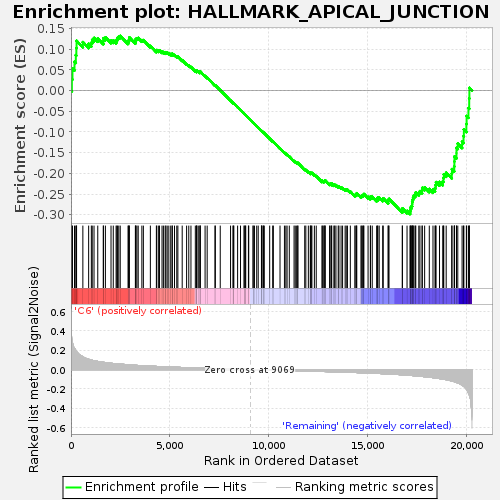 Enrichment plot: HALLMARK_APICAL_JUNCTION
Enrichment score (ES)
0.15
0.10
0.05
0.00
-0.05
-0.10
-0.15
-0.20
-0.25
-0.30
Ranked list metric (Signal2Noise)
'C6' (positively correlated)
0.6
0.4
0.2
0.0
-0.2
-0.4
-0.6
Zero cross at 9069
'Remaining' (negatively correlated)
0
5,000
10,000
15,000
20,000
Rank in Ordered Dataset
Enrichment profile
Hits
Ranking metric scores